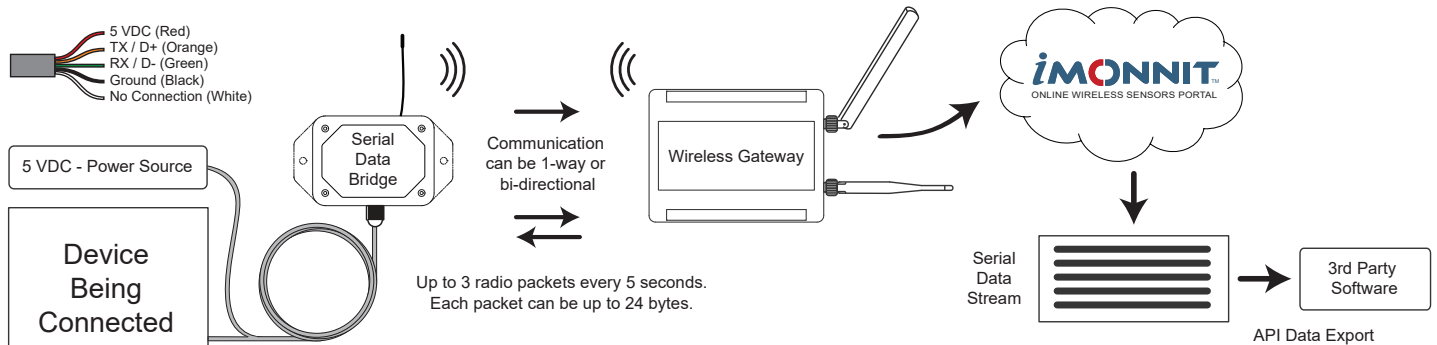 5 VDC (Red)
TX / D+ (Orange)
RX / D- (Green)
Ground (Black)
No Connection (White)
5 VDC - Power Source
Device
Being
Connected
Serial
Data
Bridge
Communication
can be 1-way or
bi-directional
Up to 3 radio packets every 5 seconds.
Each packet can be up to 24 bytes.
Wireless Gateway
iMONNIT™
ONLINE WIRELESS SENSORS PORTAL
Serial
Data
Stream
3rd Party
Software
API Data Export